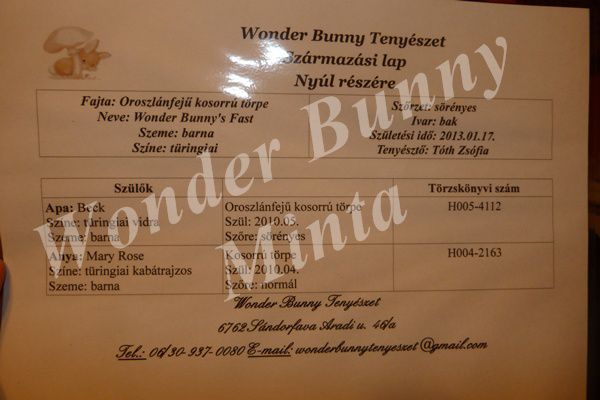 Wonder Bunny Tenyészet
Származási lap
Nyúl részére
Fajta: Oroszlánfejű kosorrú törpe
Neve: Wonder Bunny's Fast
Szeme: barna
Színe: türingiai
Szőrzet: sörényes
Ivar: bak
Születési idő: 2013.01.17.
Tenyésztő: Tóth Zsófia
Szülők
Törzskönyvi szám
Apa: Beck
Színe: türingiai vidra
Szeme: barna
Oroszlánfejű kosorrú törpe
Szül: 2010.05.
Szőre: sörényes
H005-4112
Anya: Mary Rose
Színe: türingiai kabátrajzos
Szeme: barna
Kosorrú törpe
Szül: 2010.04.
Szőre: normál
H004-2163
Wonder Bunny Tenyészet
6762 Sándorfava Aradi u. 46/a
Tel.: 06/30-937-0080 E-mail: wonderbunnytenyeszet@gmail.com
Wonder Bunny
Minta